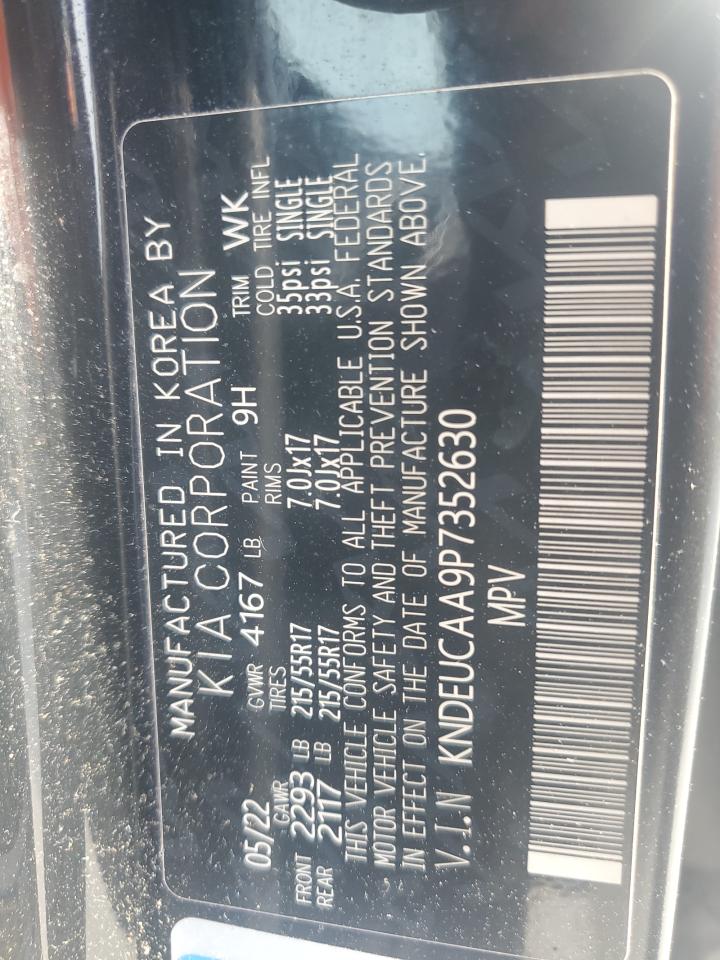 MANUFACTURED IN KOREA BY
KIA CORPORATION
05/22 GVWR 4167 LB PAINT 9H TRIM WK
GAWR TIRES RIMS COLD TIRE INFL
FRONT 2293 LB 215/55R17 7.0Jx17 35psi SINGLE
REAR 2117 LB 215/55R17 7.0Jx17 33psi SINGLE
THIS VEHICLE CONFORMS TO ALL APPLICABLE U.S.A. FEDERAL
MOTOR VEHICLE SAFETY AND THEFT PREVENTION STANDARDS
IN EFFECT ON THE DATE OF MANUFACTURE SHOWN ABOVE.
V.I.N KNDEUCAA9P7352630
MPV